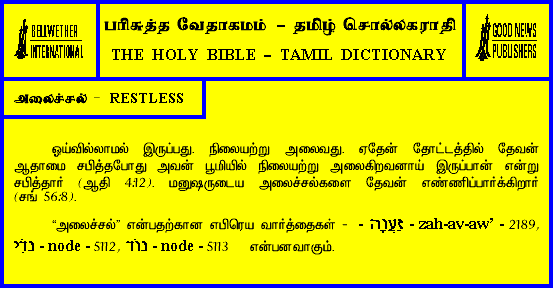 BELLWETHER
INTERNATIONAL
பரிசுத்த வேதாகமம் – தமிழ் சொல்லகராதி
THE HOLY BIBLE – TAMIL DICTIONARY
GOOD NEWS
PUBLISHERS
அலைச்சல் – RESTLESS
ஓய்வில்லாமல் இருப்பது. நிலையற்று அலைவது. ஏதேன் தோட்டத்தில் தேவன்
ஆதாமை சபித்தபோது அவன் பூமியில் நிலையற்று அலைகிறவனாய் இருப்பான் என்று
சபித்தார் (ஆதி 4:12). மனுஷருடைய அலைச்சல்களை தேவன் எண்ணிப்பார்க்கிறார்
(சங் 56:8).
“அலைச்சல்” என்பதற்கான எபிரெய வார்த்தைகள் - - זַעֲוָה - zah-av-aw’ - 2189,
נוֹדִי - node - 5112, נוֹד - node - 5113 என்பனவாகும்.